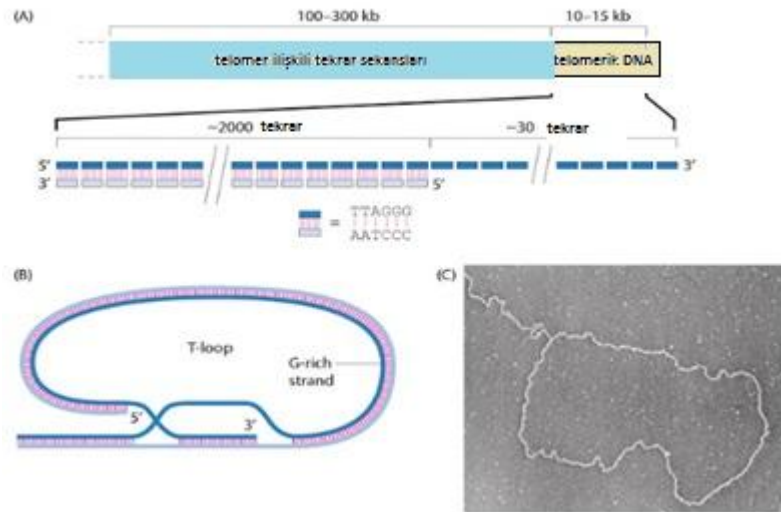 (A)
100–300 kb
10–15 kb
telomer ilişkili tekrar sekansları
telomerik DNA
~2000 tekrar
~30 tekrar
5'
3'
3'
5'
= TTAGGG
AATCCC
(B)
T-loop
G-rich
strand
5'
3'
(C)